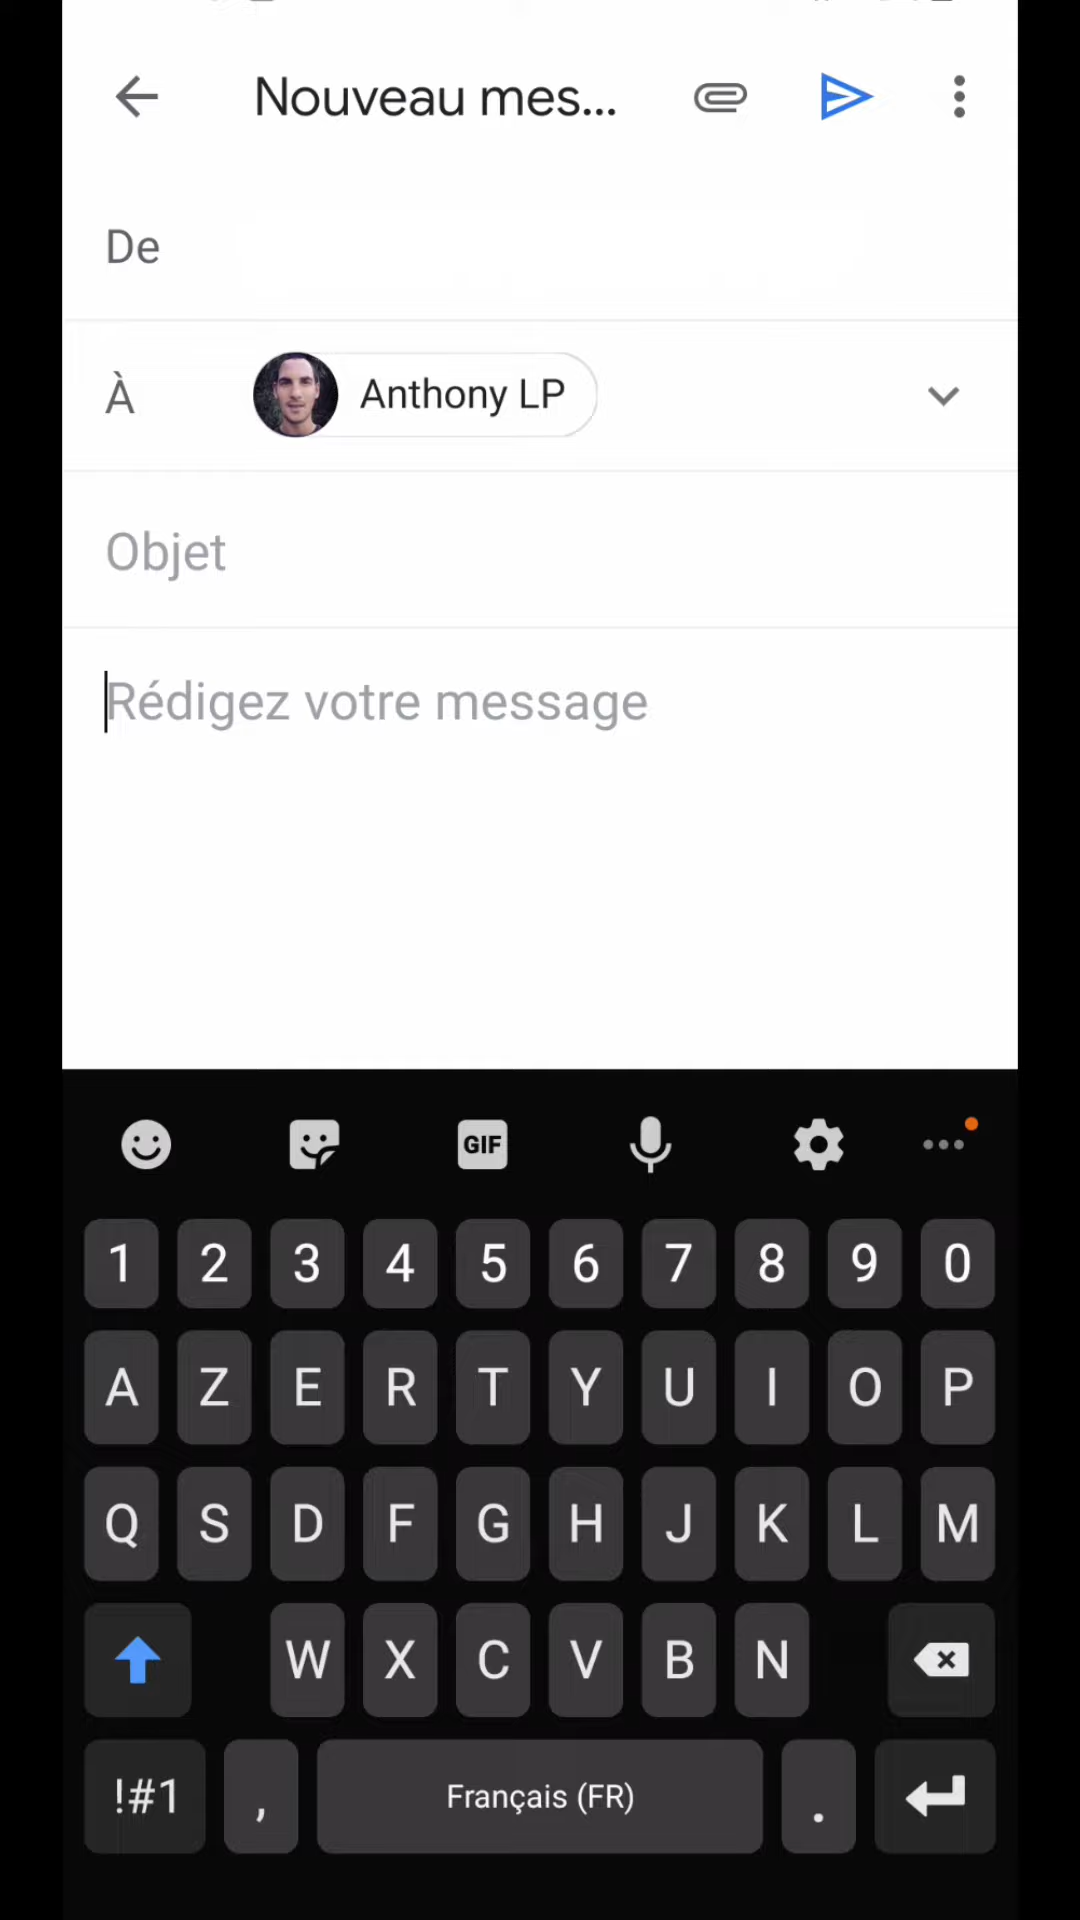 Nouveau mes...
De
À Anthony LP
Objet
Rédigez votre message
GIF
1 2 3 4 5 6 7 8 9 0
A Z E R T Y U I O P
Q S D F G H J K L M
W X C V B N
!#1 , Français (FR) .